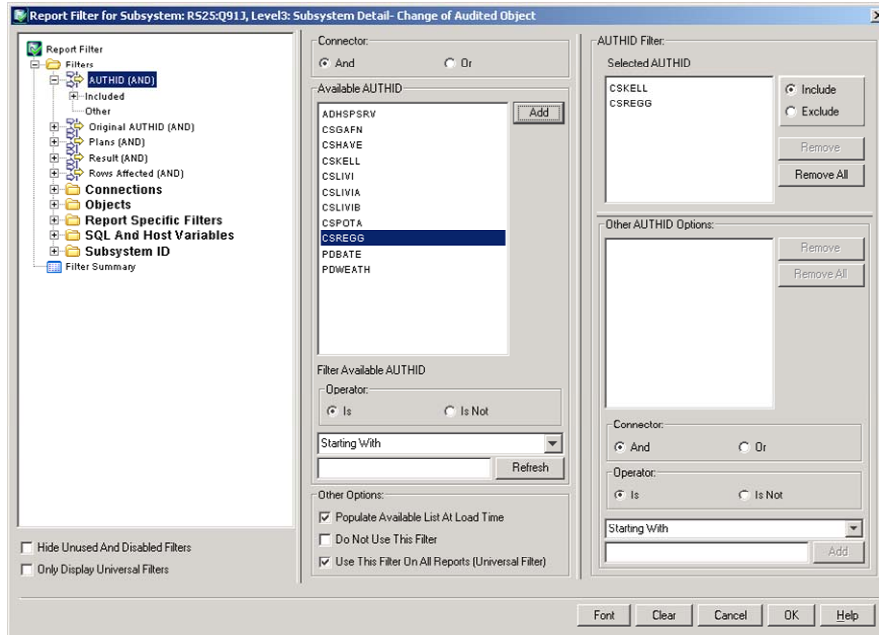 Report Filter for Subsystem: RS25:Q91J, Level3: Subsystem Detail- Change of Audited Object
Report Filter
Filters
AUTHID (AND)
Included
Other
Original AUTHID (AND)
Plans (AND)
Result (AND)
Rows Affected (AND)
Connections
Objects
Report Specific Filters
SQL And Host Variables
Subsystem ID
Filter Summary
Hide Unused And Disabled Filters
Only Display Universal Filters
Connector:
And Or
Available AUTHID
ADHSPSRV
CSGAFN
CSHAVE
CSKELL
CSLIVI
CSLIVIA
CSLIVIB
CSPOTA
CSREGG
PDBATE
PDWEATH
Add
Filter Available AUTHID
Operator:
Is Is Not
Starting With
Refresh
Other Options:
Populate Available List At Load Time
Do Not Use This Filter
Use This Filter On All Reports (Universal Filter)
AUTHID Filter:
Selected AUTHID
CSKELL
CSREGG
Include
Exclude
Remove
Remove All
Other AUTHID Options:
Remove
Remove All
Connector:
And Or
Operator:
Is Is Not
Starting With
Add
Font Clear Cancel OK Help